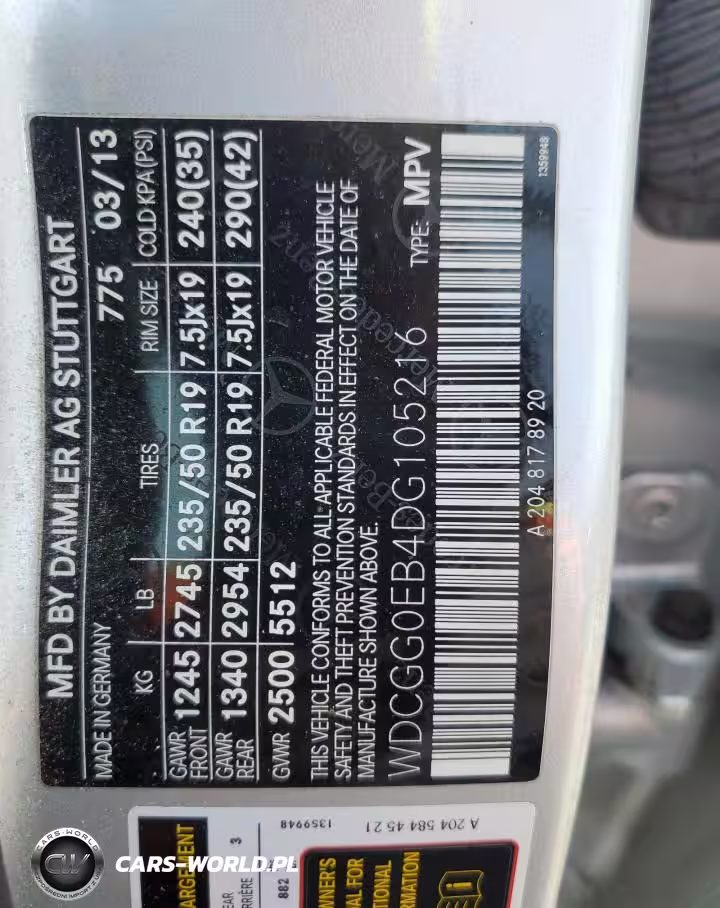 MFD BY DAIMLER AG STUTTGART
MADE IN GERMANY 775 03/13
KG LB TIRES RIM SIZE COLD KPA(PSI)
GAWR FRONT 1245 2745 235/50 R19 7.5Jx19 240(35)
GAWR REAR 1340 2954 235/50 R19 7.5Jx19 290(42)
GVWR 2500 5512
THIS VEHICLE CONFORMS TO ALL APPLICABLE FEDERAL MOTOR VEHICLE
SAFETY AND THEFT PREVENTION STANDARDS IN EFFECT ON THE DATE OF
MANUFACTURE SHOWN ABOVE.
WDCGG0EB4DG105216 TYPE: MPV
A 204 817 89 20
1359948
A 204 584 45 21
1359948
3
882
CARS-WORLD
CW
CARS-WORLD.PL